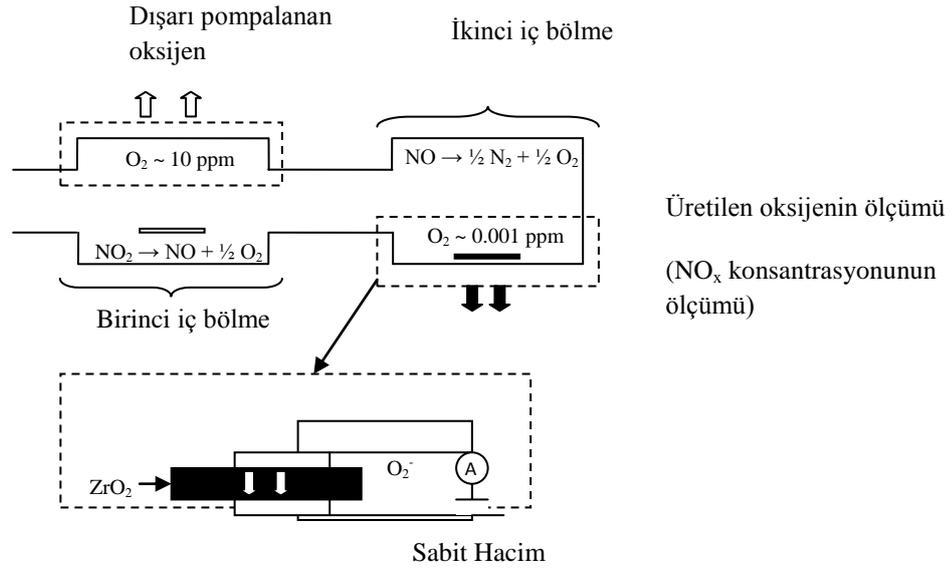 Dışarı pompalanan
oksijen
İkinci iç bölme
O₂ ~ 10 ppm
NO → ½ N₂ + ½ O₂
NO₂ → NO + ½ O₂
O₂ ~ 0.001 ppm
Birinci iç bölme
Üretilen oksijenin ölçümü
(NOₓ konsantrasyonunun
ölçümü)
O₂⁻
A
ZrO₂
Sabit Hacim